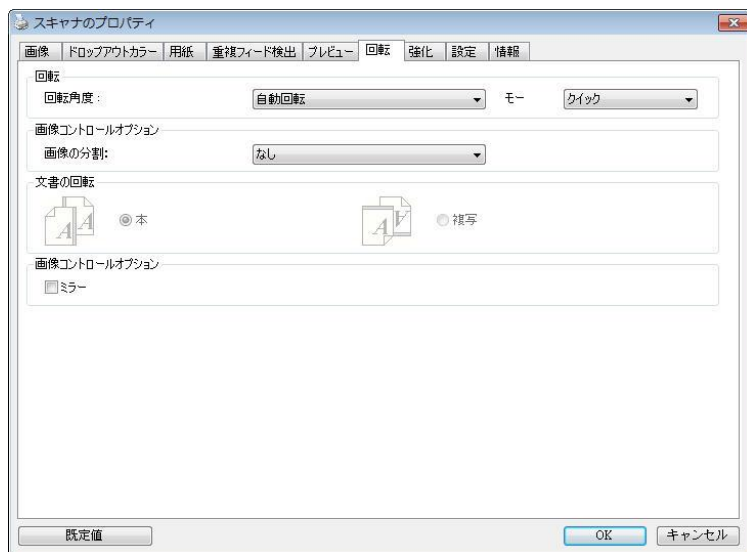 スキャナのプロパティ
画像 ドロップアウトカラー 用紙 重複フィード検出 プレビュー 回転 強化 設定 情報
回転
回転角度: 自動回転 モー クイック
画像コントロールオプション
画像の分割: なし
文書の回転
A A 本 A A 複写
画像コントロールオプション
ミラー
既定値 OK キャンセル